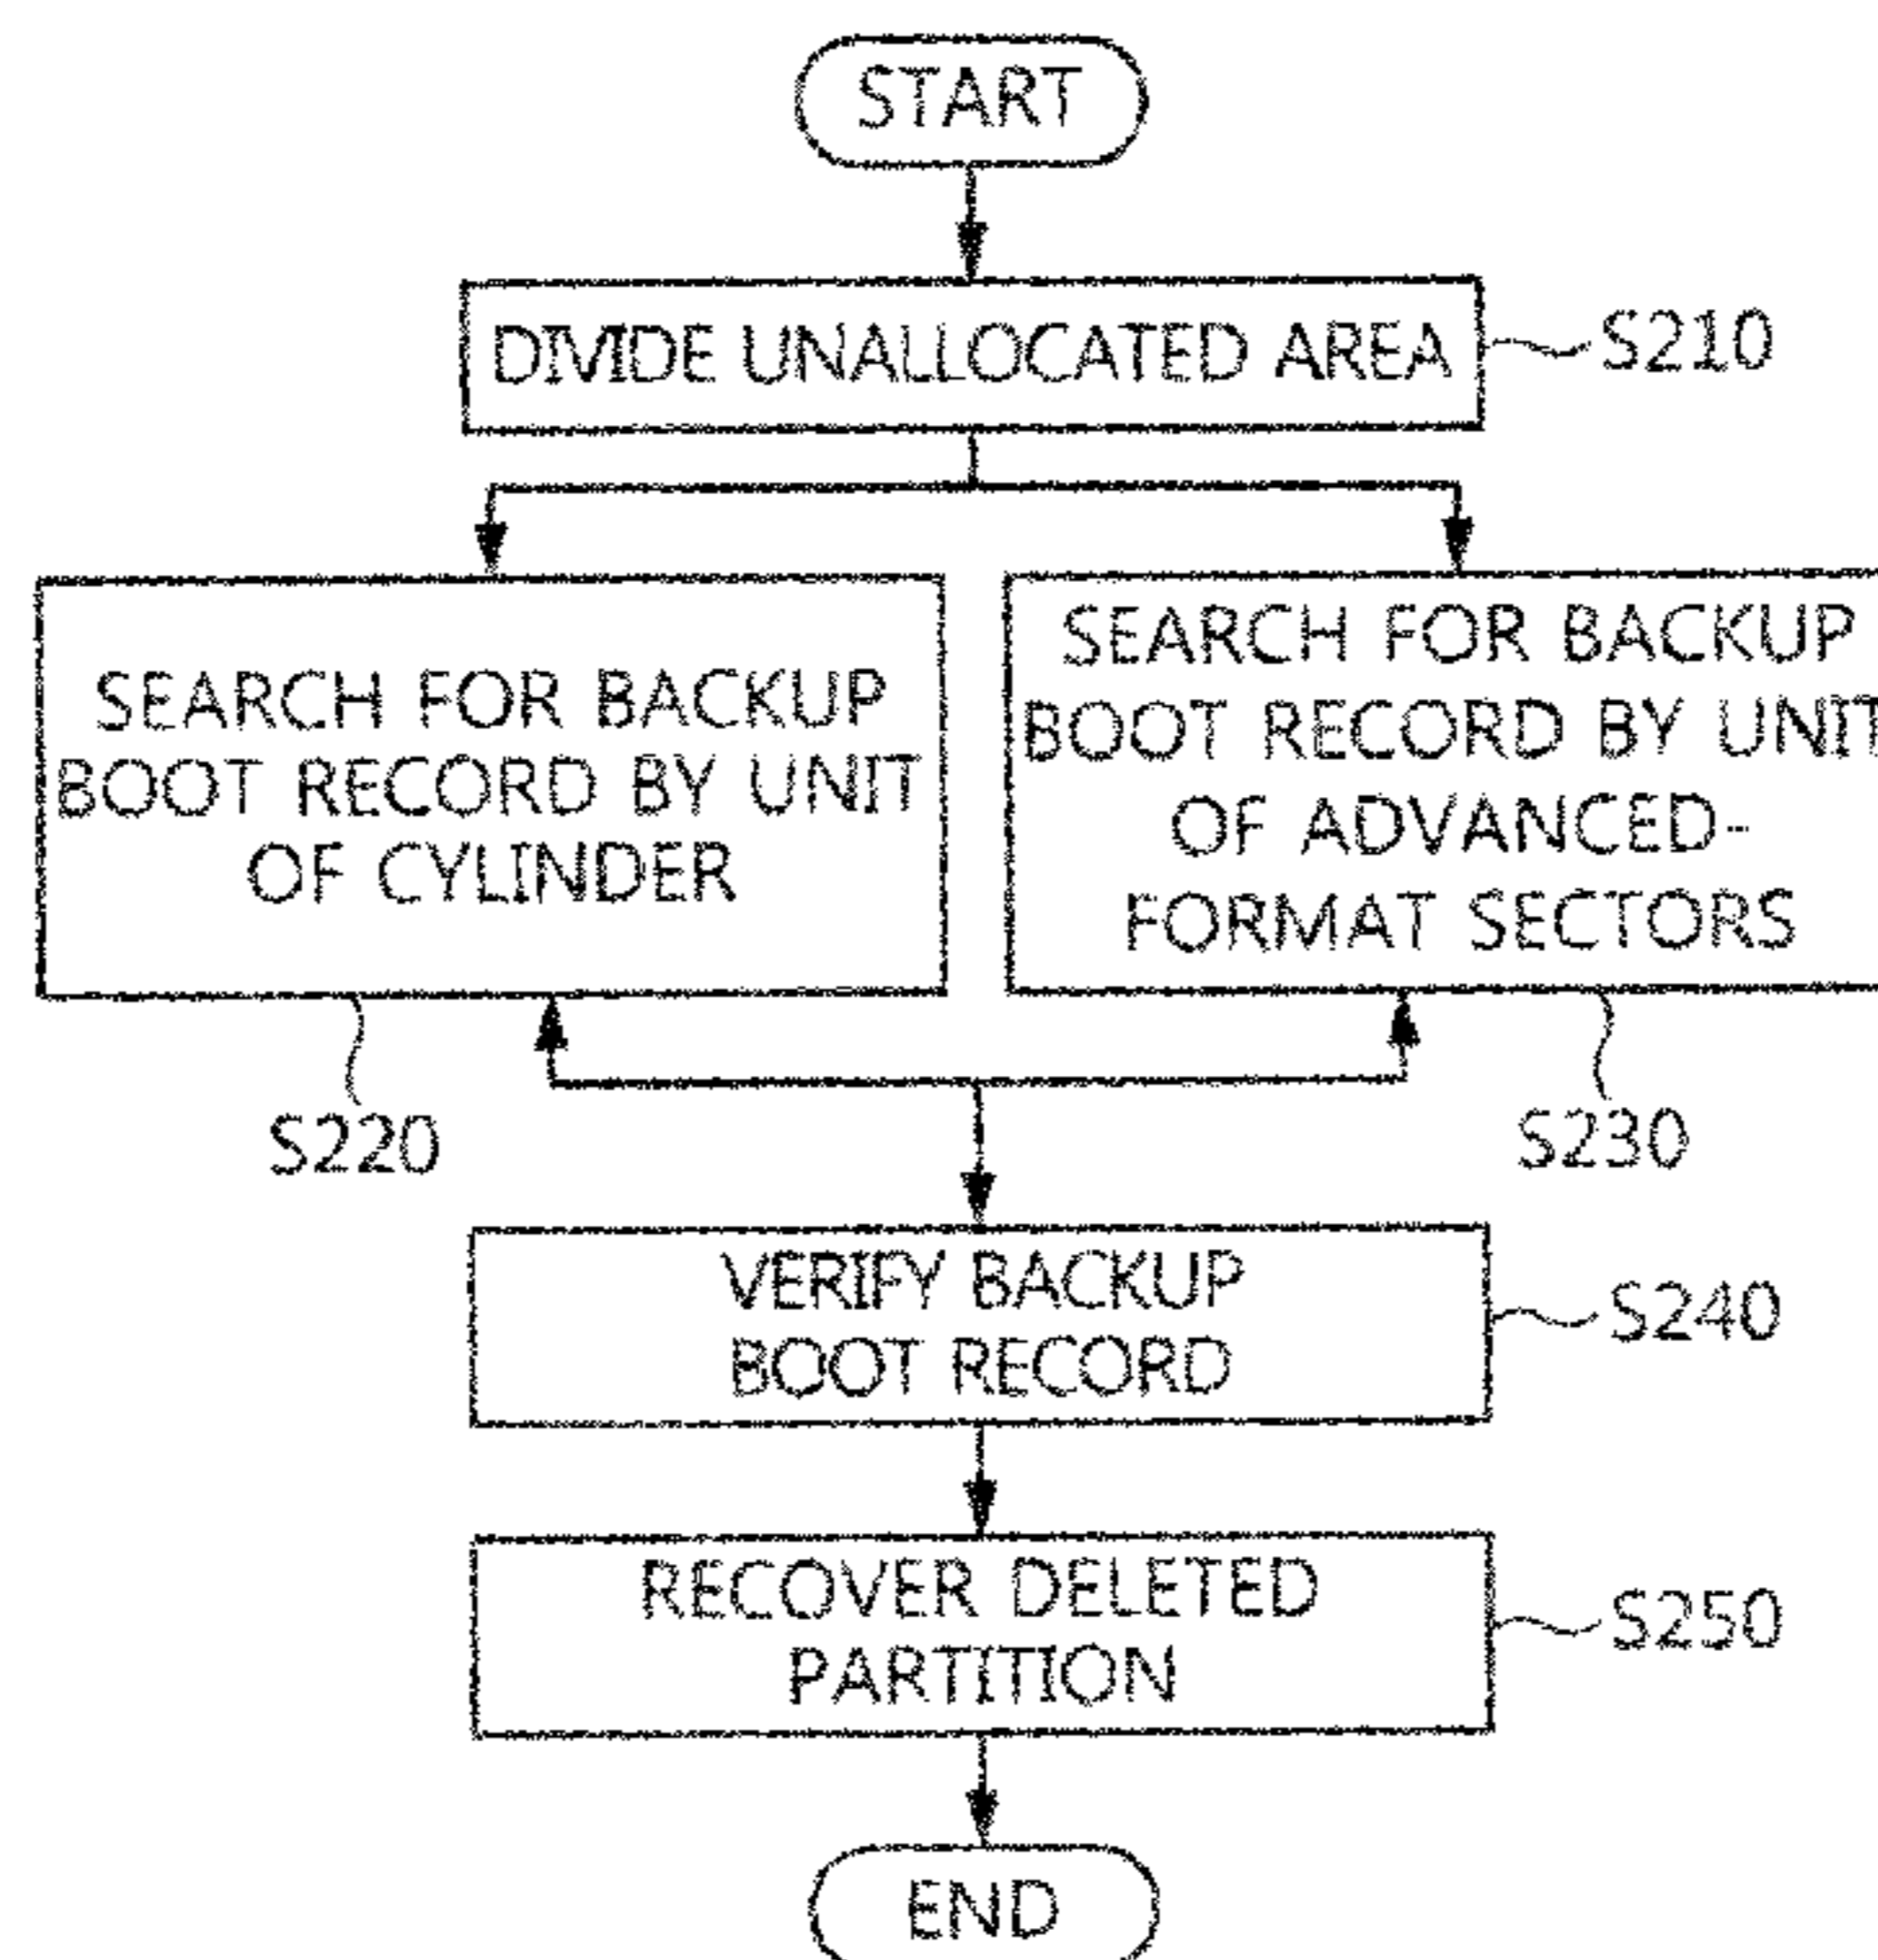 START
DIVIDE UNALLOCATED AREA
S210
SEARCH FOR BACKUP
BOOT RECORD BY UNIT
OF CYLINDER
S220
SEARCH FOR BACKUP
BOOT RECORD BY UNIT
OF ADVANCED-
FORMAT SECTORS
S230
VERIFY BACKUP
BOOT RECORD
S240
RECOVER DELETED
PARTITION
S250
END